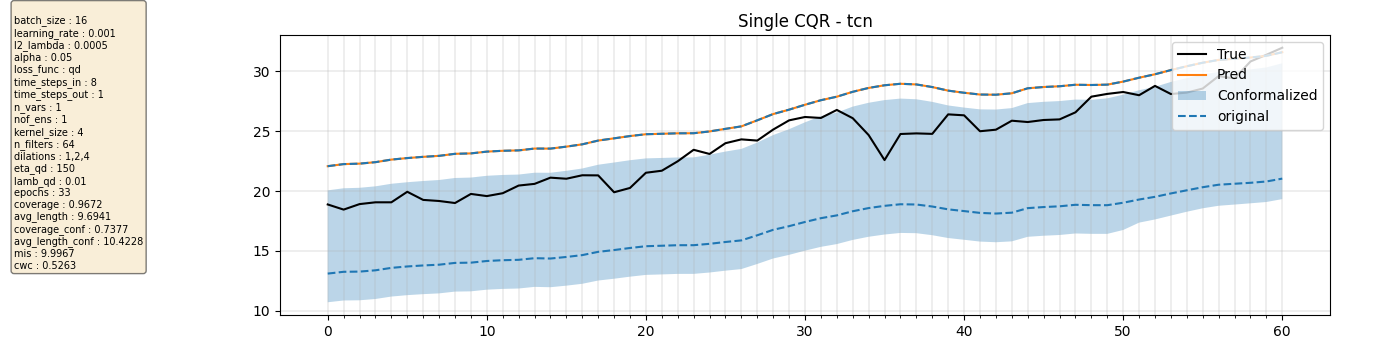 batch_size : 16
learning_rate : 0.001
l2_lambda : 0.0005
alpha : 0.05
loss_func : qd
time_steps_in : 8
time_steps_out : 1
n_vars : 1
nof_ens : 1
kernel_size : 4
n_filters : 64
dilations : 1,2,4
eta_qd : 150
lamb_qd : 0.01
epochs : 33
coverage : 0.9672
avg_length : 9.6941
coverage_conf : 0.7377
avg_length_conf : 10.4228
mis : 9.9967
cwc : 0.5263
Single CQR - tcn
True
Pred
Conformalized
original
30
25
20
15
10
0 10 20 30 40 50 60